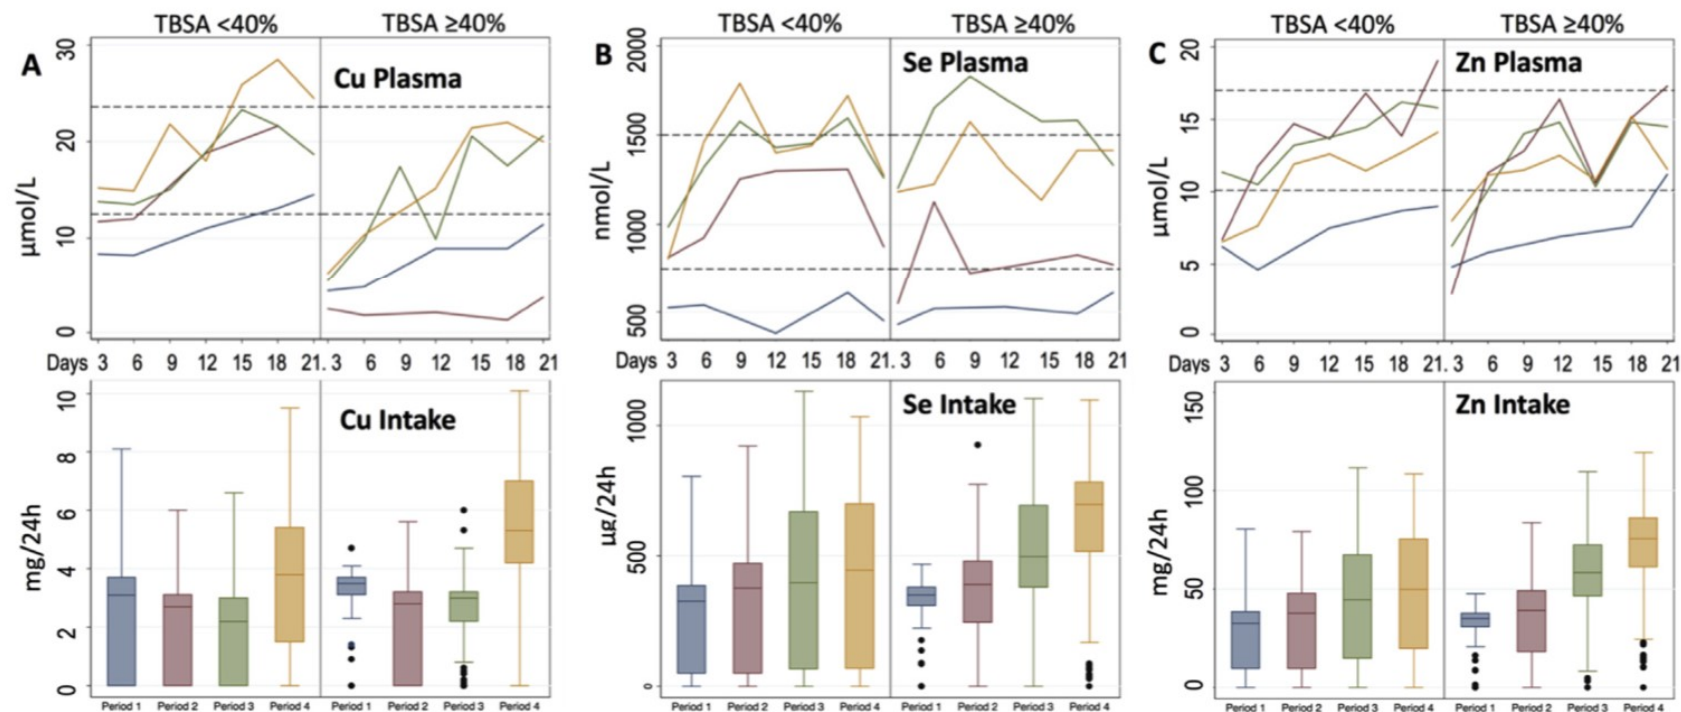 TBSA <40% TBSA ≥40%
A
Cu Plasma
30
20
10
0
µmol/L
Days 3 6 9 12 15 18 21. 3 6 9 12 15 18 21
Cu Intake
10
8
6
4
2
0
mg/24h
Period 1 Period 2 Period 3 Period 4 Period 1 Period 2 Period 3 Period 4
TBSA <40% TBSA ≥40%
B
Se Plasma
2000
1500
1000
500
nmol/L
Days 3 6 9 12 15 18 21. 3 6 9 12 15 18 21
Se Intake
1000
500
0
µg/24h
Period 1 Period 2 Period 3 Period 4 Period 1 Period 2 Period 3 Period 4
TBSA <40% TBSA ≥40%
C
Zn Plasma
20
15
10
5
0
µmol/L
Days 3 6 9 12 15 18 21. 3 6 9 12 15 18 21
Zn Intake
150
100
50
0
mg/24h
Period 1 Period 2 Period 3 Period 4 Period 1 Period 2 Period 3 Period 4